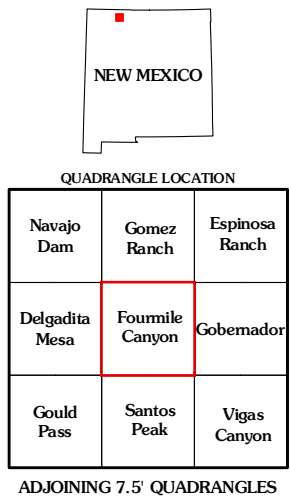 NEW MEXICO
QUADRANGLE LOCATION
Navajo
Dam
Gomez
Ranch
Espinosa
Ranch
Delgadita
Mesa
Fourmile
Canyon
Gobernador
Gould
Pass
Santos
Peak
Vigas
Canyon
ADJOINING 7.5' QUADRANGLES